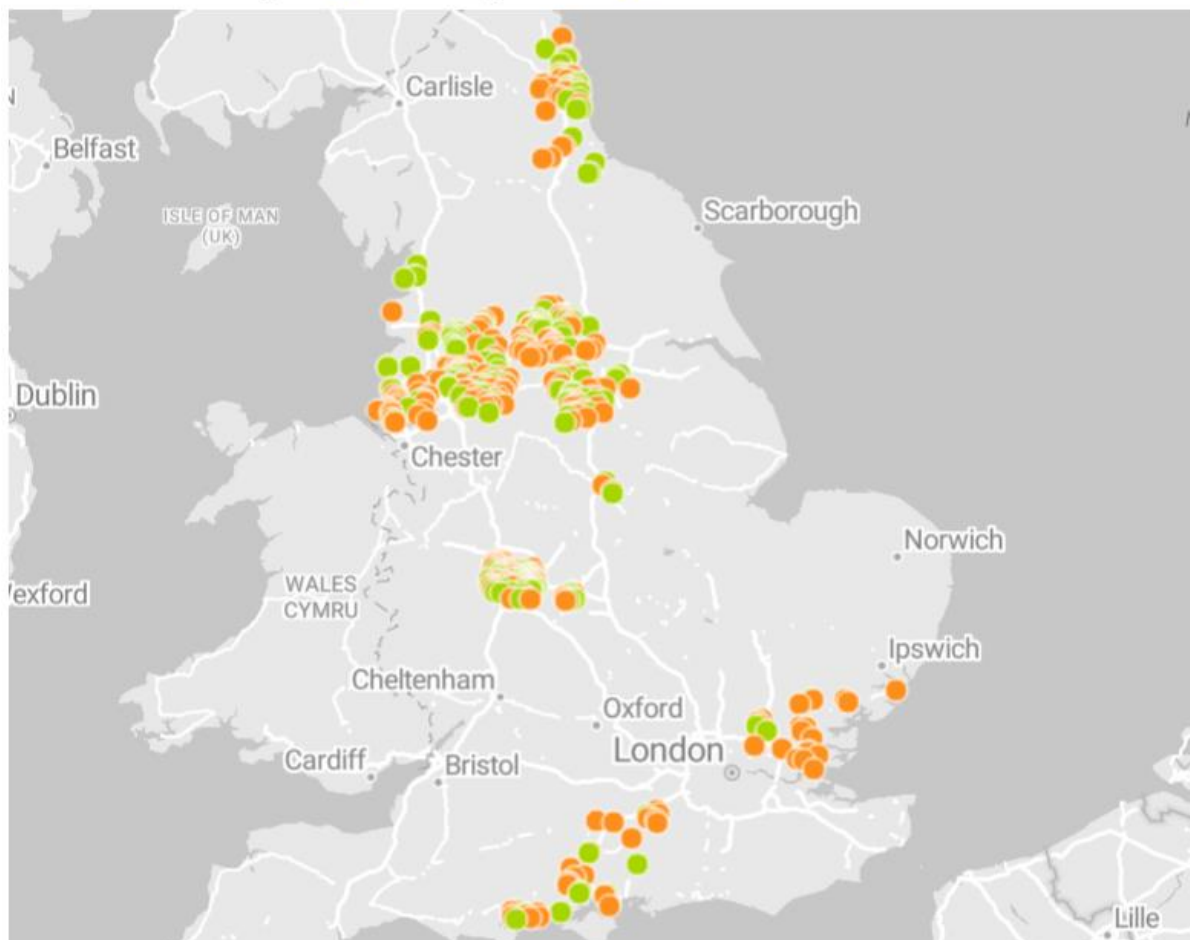 Carlisle
Belfast
ISLE OF MAN
(UK)
Scarborough
Dublin
Chester
Norwich
WALES
CYMRU
Ipswich
Cheltenham
Oxford
London
Cardiff
Bristol
Lille